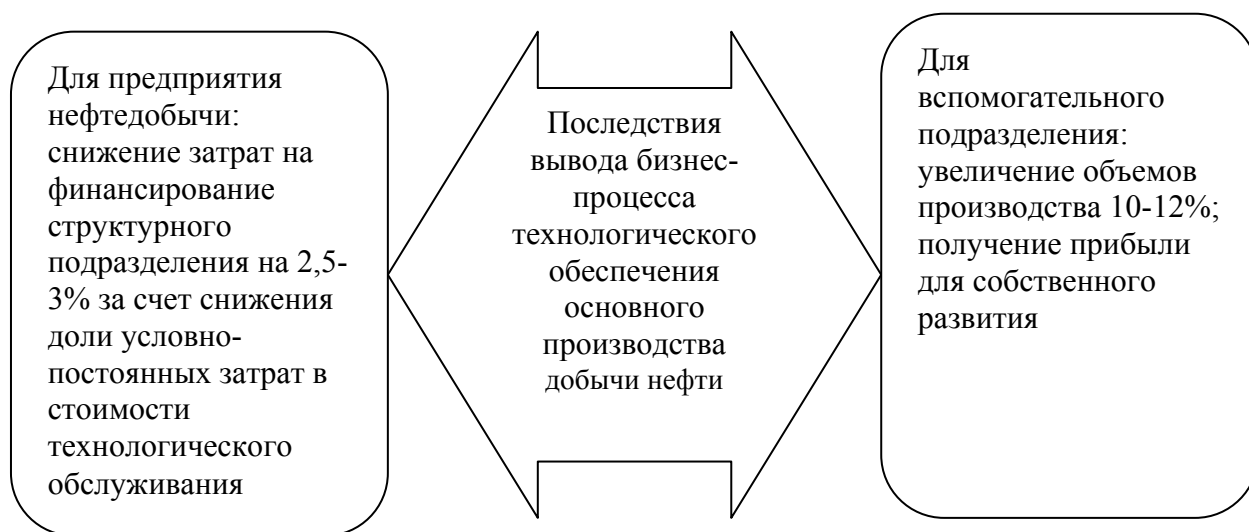 Для предприятия
нефтедобычи:
снижение затрат на
финансирование
структурного
подразделения на 2,5-
3% за счет снижения
доли условно-
постоянных затрат в
стоимости
технологического
обслуживания
Последствия
вывода бизнес-
процесса
технологического
обеспечения
основного
производства
добычи нефти
Для
вспомогательного
подразделения:
увеличение объемов
производства 10-12%;
получение прибыли
для собственного
развития